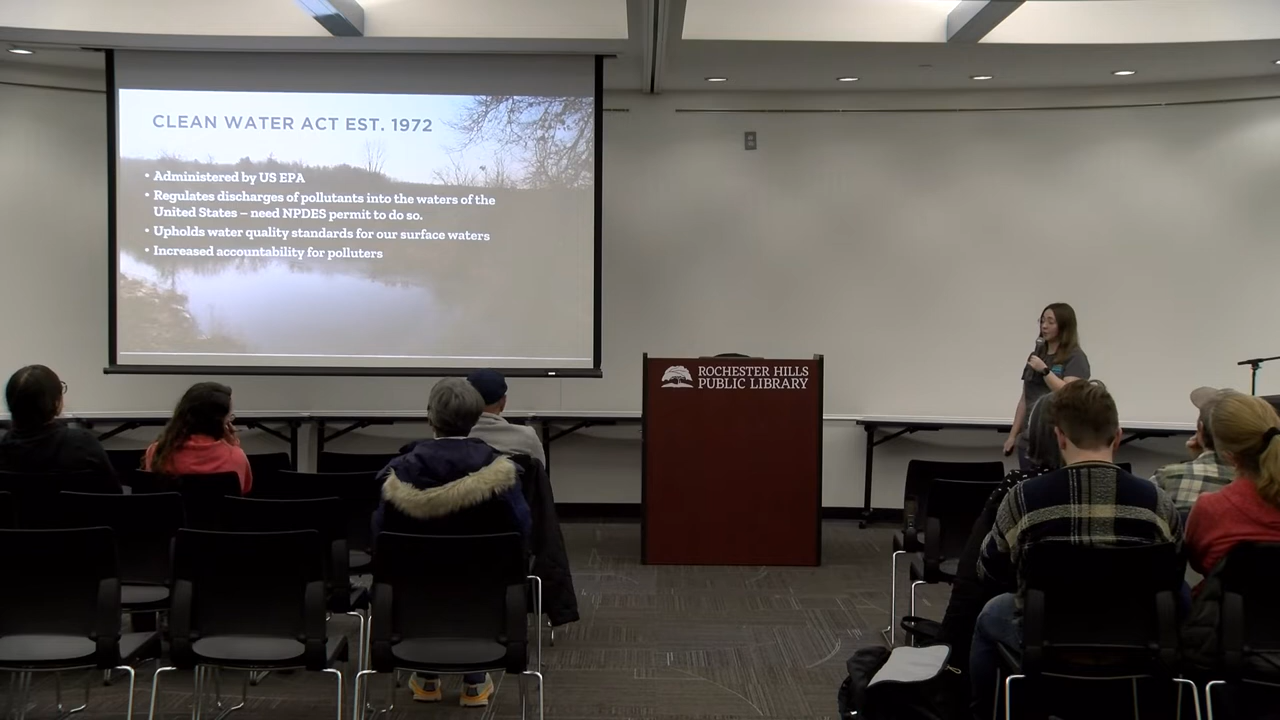 CLEAN WATER ACT EST. 1972
• Administered by US EPA
• Regulates discharges of pollutants into the waters of the
United States – need NPDES permit to do so.
• Upholds water quality standards for our surface waters
• Increased accountability for polluters
ROCHESTER HILLS
PUBLIC LIBRARY